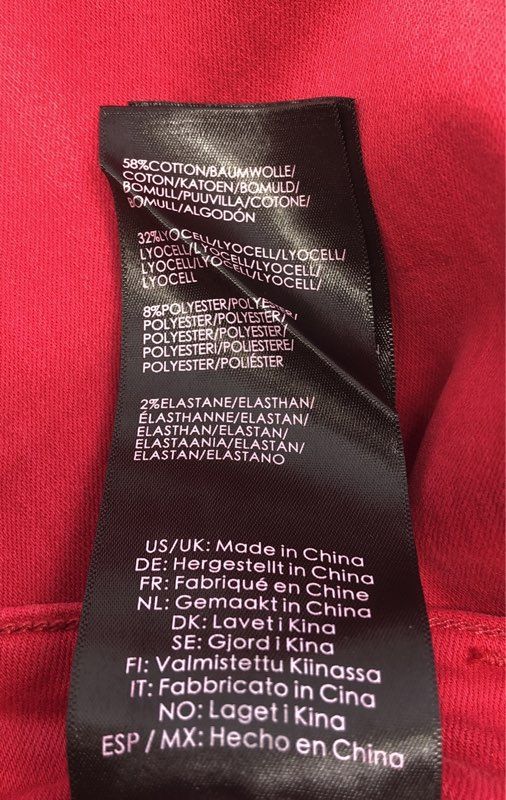 58%COTTON/BAUMWOLLE/
COTON/KATOEN/BOMULD/
BOMULL/PUUVILLA/COTONE/
BOMULL/ALGODÓN
32%LYOCELL/LYOCELL/LYOCELL/
LYOCELL/LYOCELL/LYOCELL/
LYOCELL/LYOCELL/LYOCELL/
LYOCELL
8%POLYESTER/POLYESTER/
POLYESTER/POLYESTER/
POLYESTER/POLYESTER/
POLYESTERI/POLIESTERE/
POLYESTER/POLIÉSTER
2%ELASTANE/ELASTHAN/
ÉLASTHANNE/ELASTAN/
ELASTHAN/ELASTAN/
ELASTAANIA/ELASTAN/
ELASTAN/ELASTANO
US/UK: Made in China
DE: Hergestellt in China
FR: Fabriqué en Chine
NL: Gemaakt in China
DK: Lavet i Kina
SE: Gjord i Kina
FI: Valmistettu Kiinassa
IT: Fabbricato in Cina
NO: Laget i Kina
ESP / MX: Hecho en China